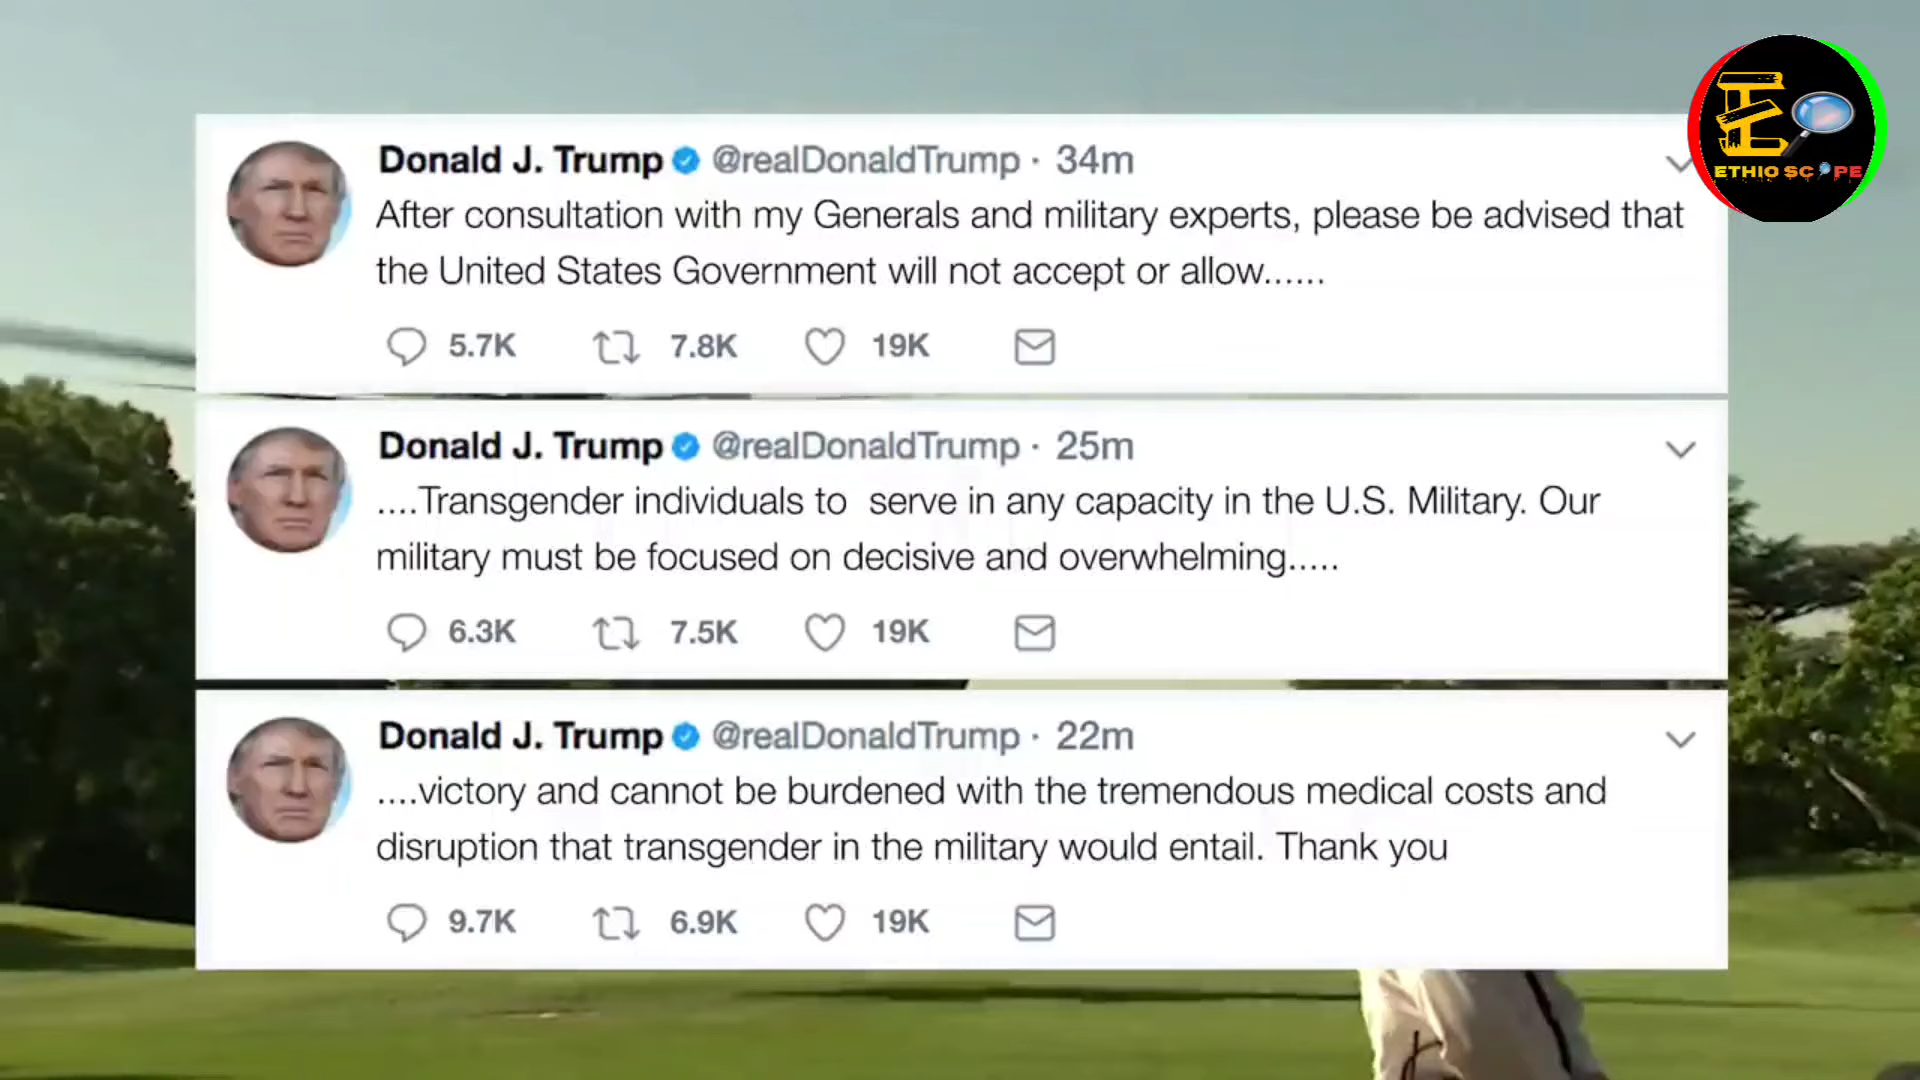 Donald J. Trump @realDonaldTrump · 34m
After consultation with my Generals and military experts, please be advised that
the United States Government will not accept or allow......
5.7K 7.8K 19K
Donald J. Trump @realDonaldTrump · 25m
....Transgender individuals to serve in any capacity in the U.S. Military. Our
military must be focused on decisive and overwhelming.....
6.3K 7.5K 19K
Donald J. Trump @realDonaldTrump · 22m
....victory and cannot be burdened with the tremendous medical costs and
disruption that transgender in the military would entail. Thank you
9.7K 6.9K 19K
ETHIO SCOPE